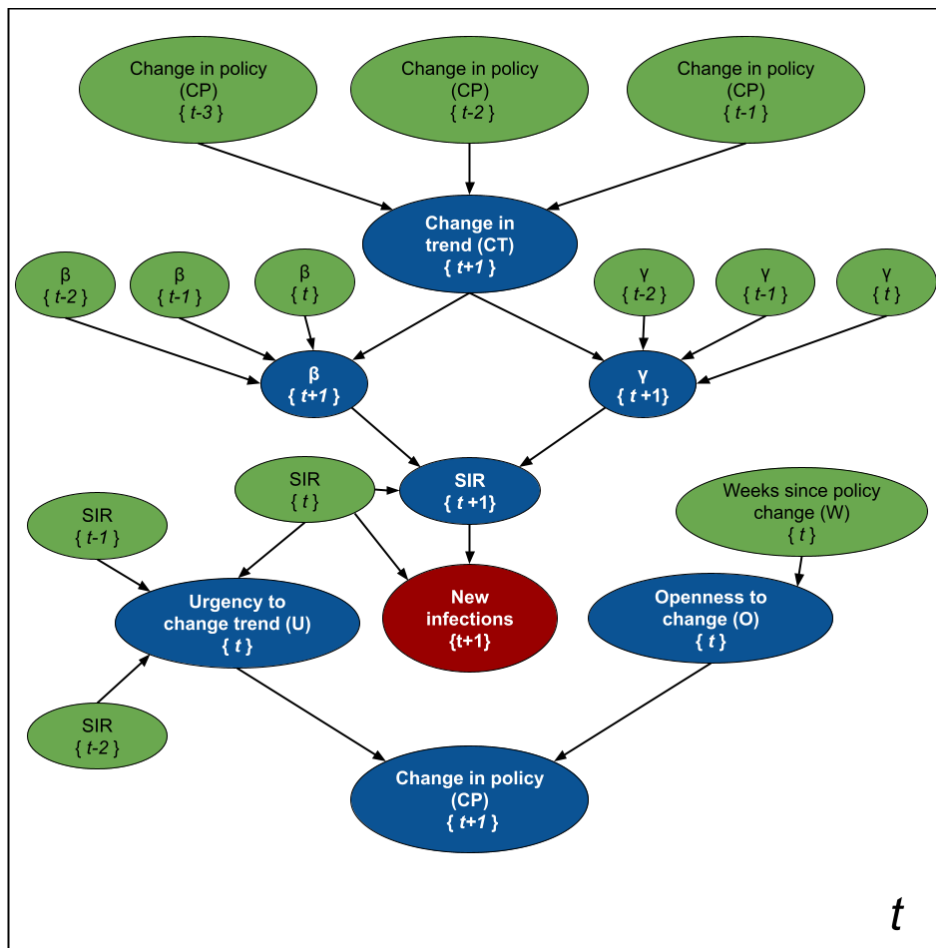 Change in policy
(CP)
{ t-3 }
Change in policy
(CP)
{ t-2 }
Change in policy
(CP)
{ t-1 }
Change in
trend (CT)
{ t+1 }
β
{ t-2 }
β
{ t-1 }
β
{ t }
γ
{ t-2 }
γ
{ t-1 }
γ
{ t }
β
{ t+1 }
γ
{ t +1}
SIR
{ t }
SIR
{ t +1}
Weeks since policy
change (W)
{ t }
SIR
{ t-1 }
Urgency to
change trend (U)
{ t }
New
infections
{t+1}
Openness to
change (O)
{ t }
SIR
{ t-2 }
Change in policy
(CP)
{ t+1 }
t